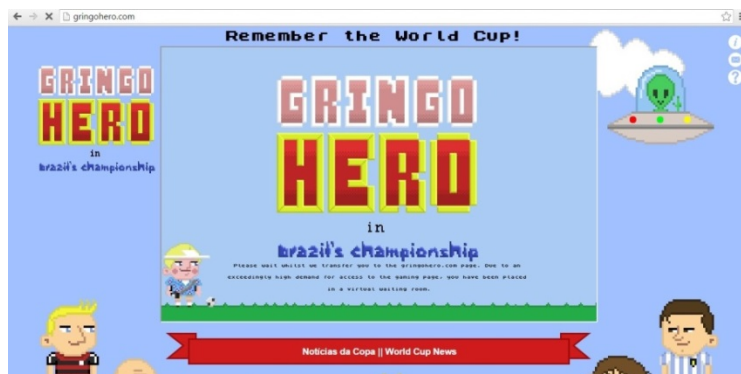 gringohero.com
Remember the World Cup!
GRINGO
HERO
in
brazil's championship
GRINGO
HERO
in
brazil's championship
Please wait whilst we transfer you to the gringohero.com page. Due to an
exceedingly high demand for access to the gaming page, you have been placed
in a virtual waiting room.
Notícias da Copa || World Cup News